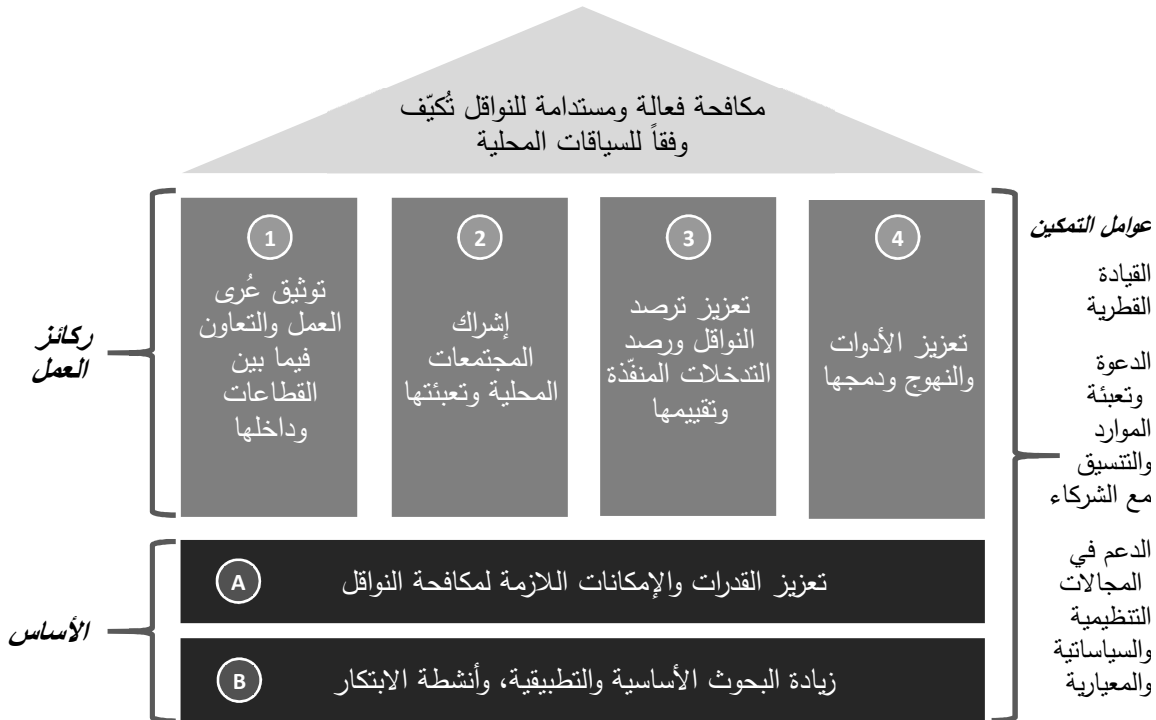 مكافحة فعالة ومستدامة للنواقل تُكيّف
وفقاً للسياقات المحلية
ركائز
العمل
1
توثيق عُرى
العمل والتعاون
فيما بين
القطاعات
وداخلها
2
إشراك
المجتمعات
المحلية وتعبئتها
3
تعزيز ترصد
النواقل ورصد
التدخلات المنفّذة
وتقييمها
4
تعزيز الأدوات
والنهوج ودمجها
الأساس
A
تعزيز القدرات والإمكانات اللازمة لمكافحة النواقل
B
زيادة البحوث الأساسية والتطبيقية، وأنشطة الابتكار
عوامل التمكين
القيادة
القطرية
الدعوة
وتعبئة
الموارد
والتنسيق
مع الشركاء
الدعم في
المجالات
التنظيمية
والسياساتية
والمعيارية